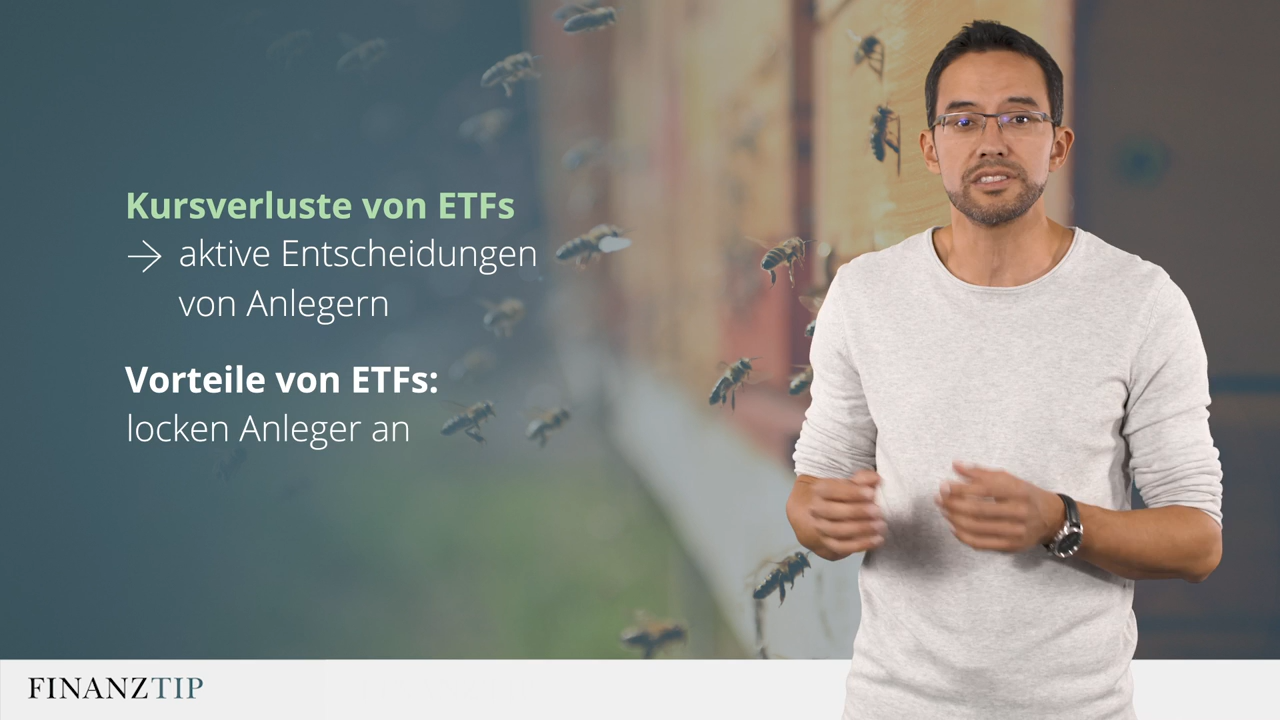 Kursverluste von ETFs
→ aktive Entscheidungen
von Anlegern
Vorteile von ETFs:
locken Anleger an
FINANZTIP